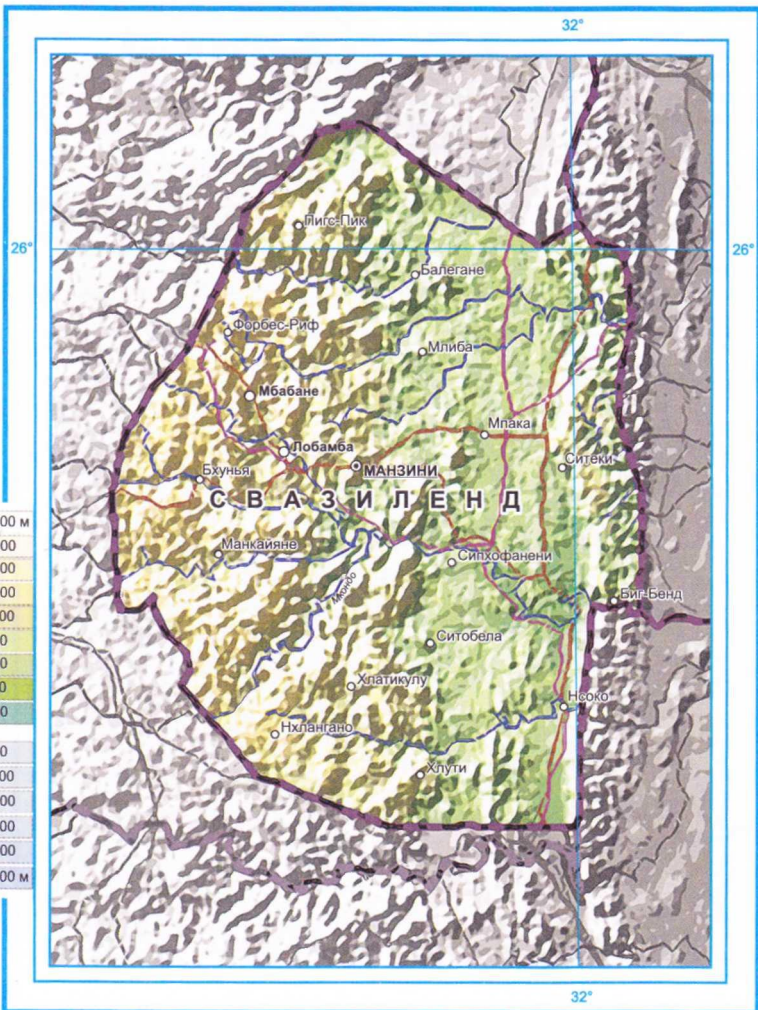 32°
26°
26°
Пигс-Пик
Балегане
Форбес-Риф
Млиба
Мбабане
Мпака
Лобамба
МАНЗИНИ
Ситеки
Бхунья
СВАЗИЛЕНД
00 м
00
00
00
00
0
0
0
0
0
00
00
00
00
00 м
Манкайяне
Сипхофанени
Мкондо
Биг-Бенд
Ситобела
Хлатикулу
Нсоко
Нхлангано
Хлути
32°